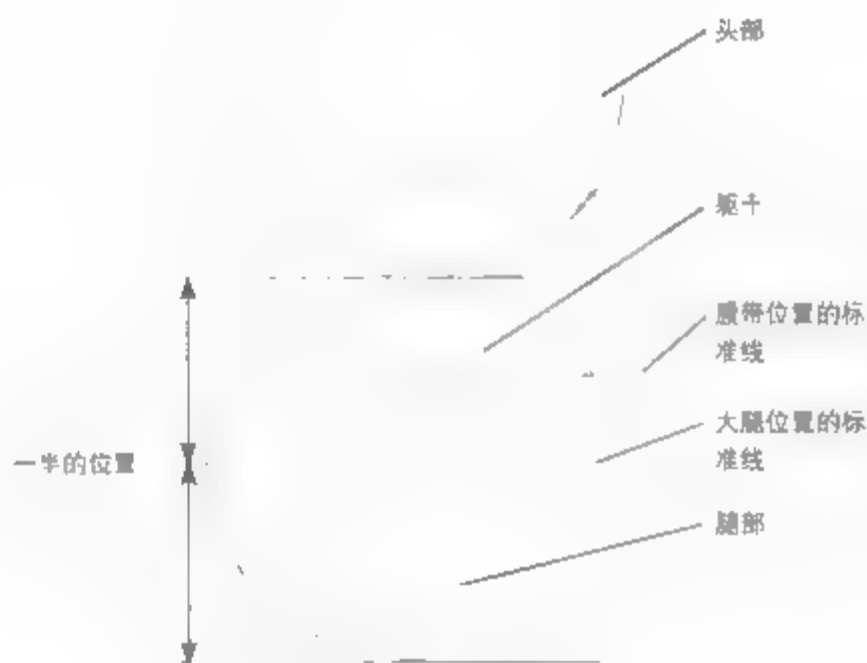 头部
躯干
腰带位置的标
准线
大腿位置的标
准线
一半的位置
腿部